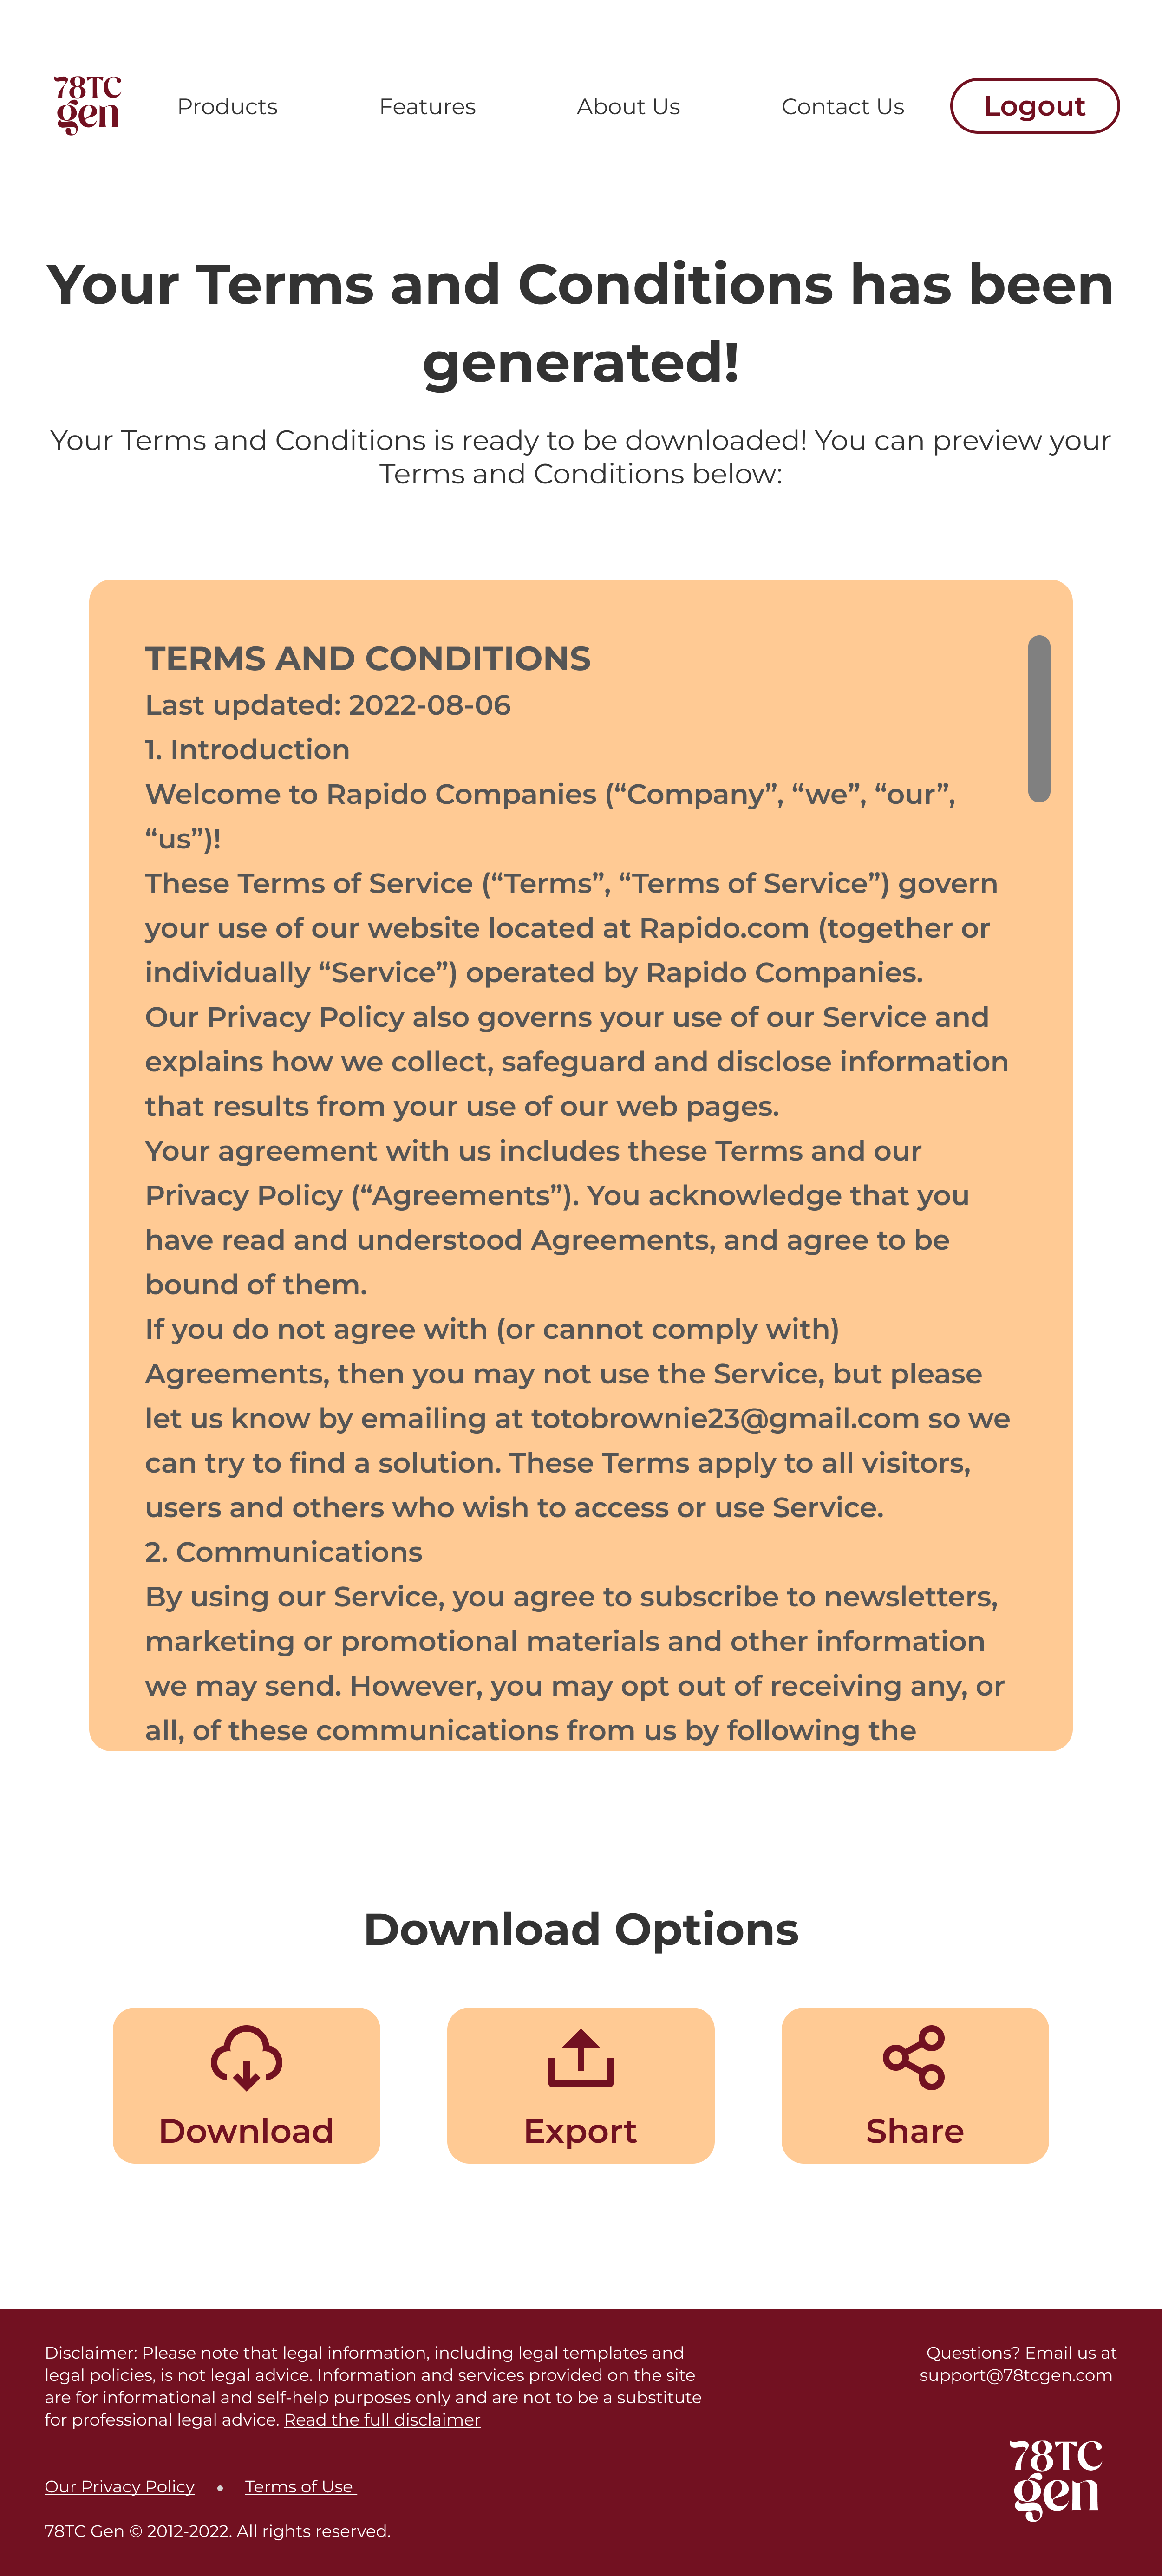 78TC
gen
Products
Features
About Us
Contact Us
Logout
Your Terms and Conditions has been
generated!
Your Terms and Conditions is ready to be downloaded! You can preview your
Terms and Conditions below:
TERMS AND CONDITIONS
Last updated: 2022-08-06
1. Introduction
Welcome to Rapido Companies (“Company”, “we”, “our”,
“us”)!
These Terms of Service (“Terms”, “Terms of Service”) govern
your use of our website located at Rapido.com (together or
individually “Service”) operated by Rapido Companies.
Our Privacy Policy also governs your use of our Service and
explains how we collect, safeguard and disclose information
that results from your use of our web pages.
Your agreement with us includes these Terms and our
Privacy Policy (“Agreements”). You acknowledge that you
have read and understood Agreements, and agree to be
bound of them.
If you do not agree with (or cannot comply with)
Agreements, then you may not use the Service, but please
let us know by emailing at totobrownie23@gmail.com so we
can try to find a solution. These Terms apply to all visitors,
users and others who wish to access or use Service.
2. Communications
By using our Service, you agree to subscribe to newsletters,
marketing or promotional materials and other information
we may send. However, you may opt out of receiving any, or
all, of these communications from us by following the
Download Options
Download
Export
Share
Disclaimer: Please note that legal information, including legal templates and
legal policies, is not legal advice. Information and services provided on the site
are for informational and self-help purposes only and are not to be a substitute
for professional legal advice. Read the full disclaimer
Questions? Email us at
support@78tcgen.com
Our Privacy Policy • Terms of Use
78TC Gen © 2012-2022. All rights reserved.
78TC
gen